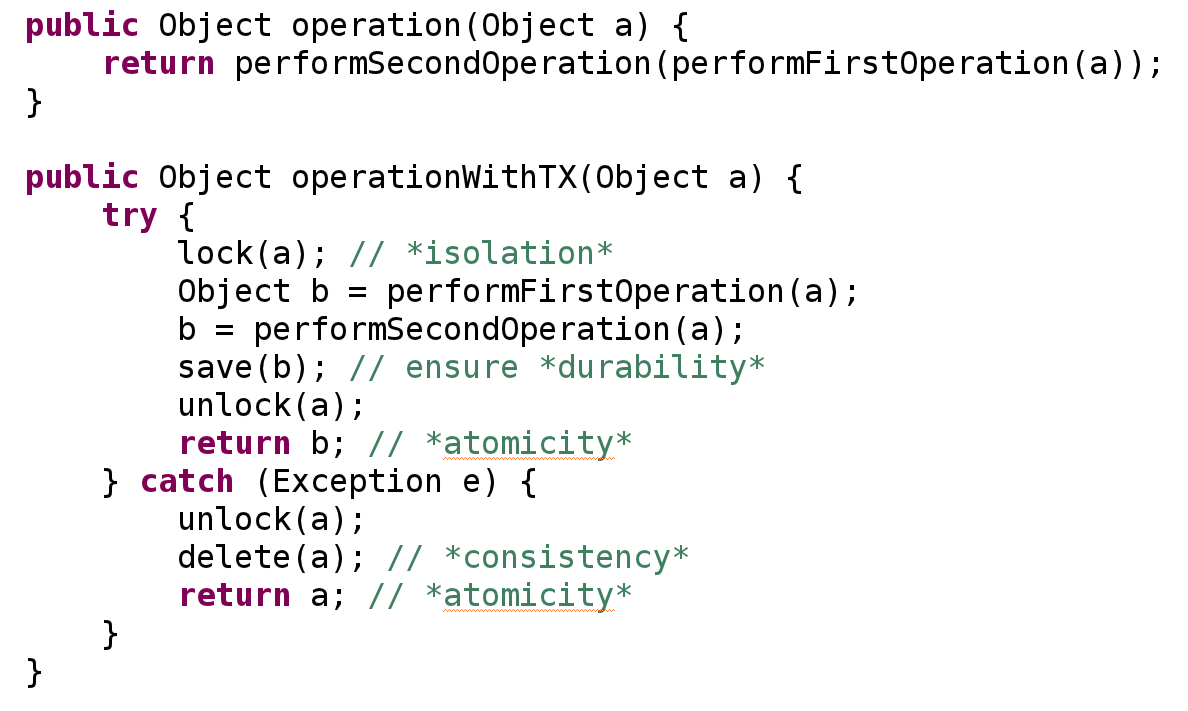 public Object operation(Object a) {
    return performSecondOperation(performFirstOperation(a));
}

public Object operationWithTX(Object a) {
    try {
        lock(a); // *isolation*
        Object b = performFirstOperation(a);
        b = performSecondOperation(a);
        save(b); // ensure *durability*
        unlock(a);
        return b; // *atomicity*
    } catch (Exception e) {
        unlock(a);
        delete(a); // *consistency*
        return a; // *atomicity*
    }
}